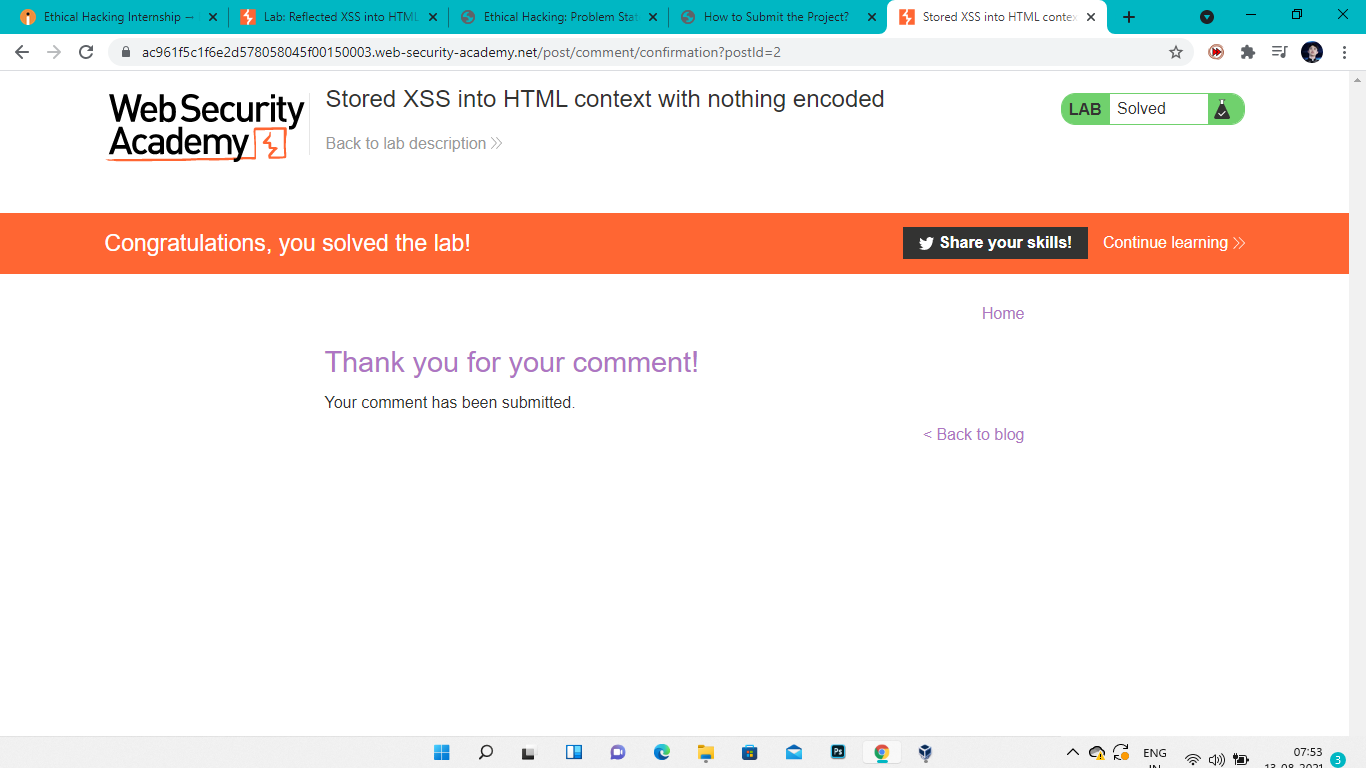 Ethical Hacking Internship —
Lab: Reflected XSS into HTML
Ethical Hacking: Problem Stat
How to Submit the Project?
Stored XSS into HTML contex
ac961f5c1f6e2d578058045f00150003.web-security-academy.net/post/comment/confirmation?postId=2
Web Security
Academy
Stored XSS into HTML context with nothing encoded
Back to lab description
LAB Solved
Congratulations, you solved the lab!
Share your skills!
Continue learning
Home
Thank you for your comment!
Your comment has been submitted.
< Back to blog
Ps
ENG
IN
07:53
13-08-2021
3